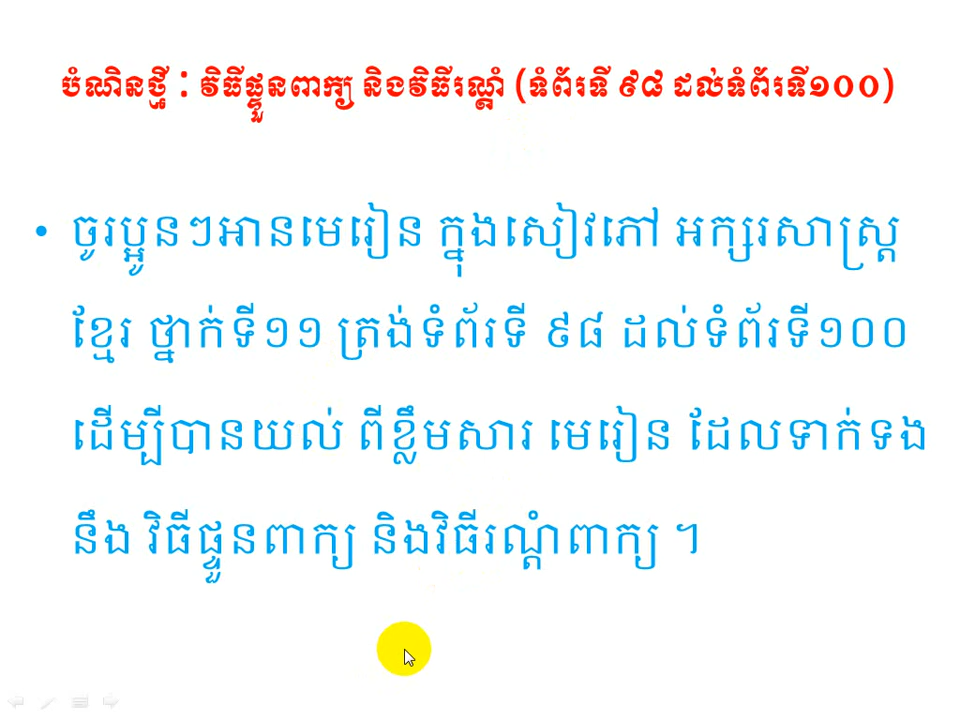 បំណិនថ្មី : វិធីផ្ទួនពាក្យ និងវិធីរណ្ដំ (ទំព័រទី ៩៨ ដល់ទំព័រទី១០០)
• ចូរប្អូនៗអានមេរៀន ក្នុងសៀវភៅ អក្សរសាស្ត្រ
ខ្មែរ ថ្នាក់ទី១១ ត្រង់ទំព័រទី ៩៨ ដល់ទំព័រទី១០០
ដើម្បីបានយល់ ពីខ្លឹមសារ មេរៀន ដែលទាក់ទង
នឹង វិធីផ្ទួនពាក្យ និងវិធីរណ្ដំពាក្យ ។